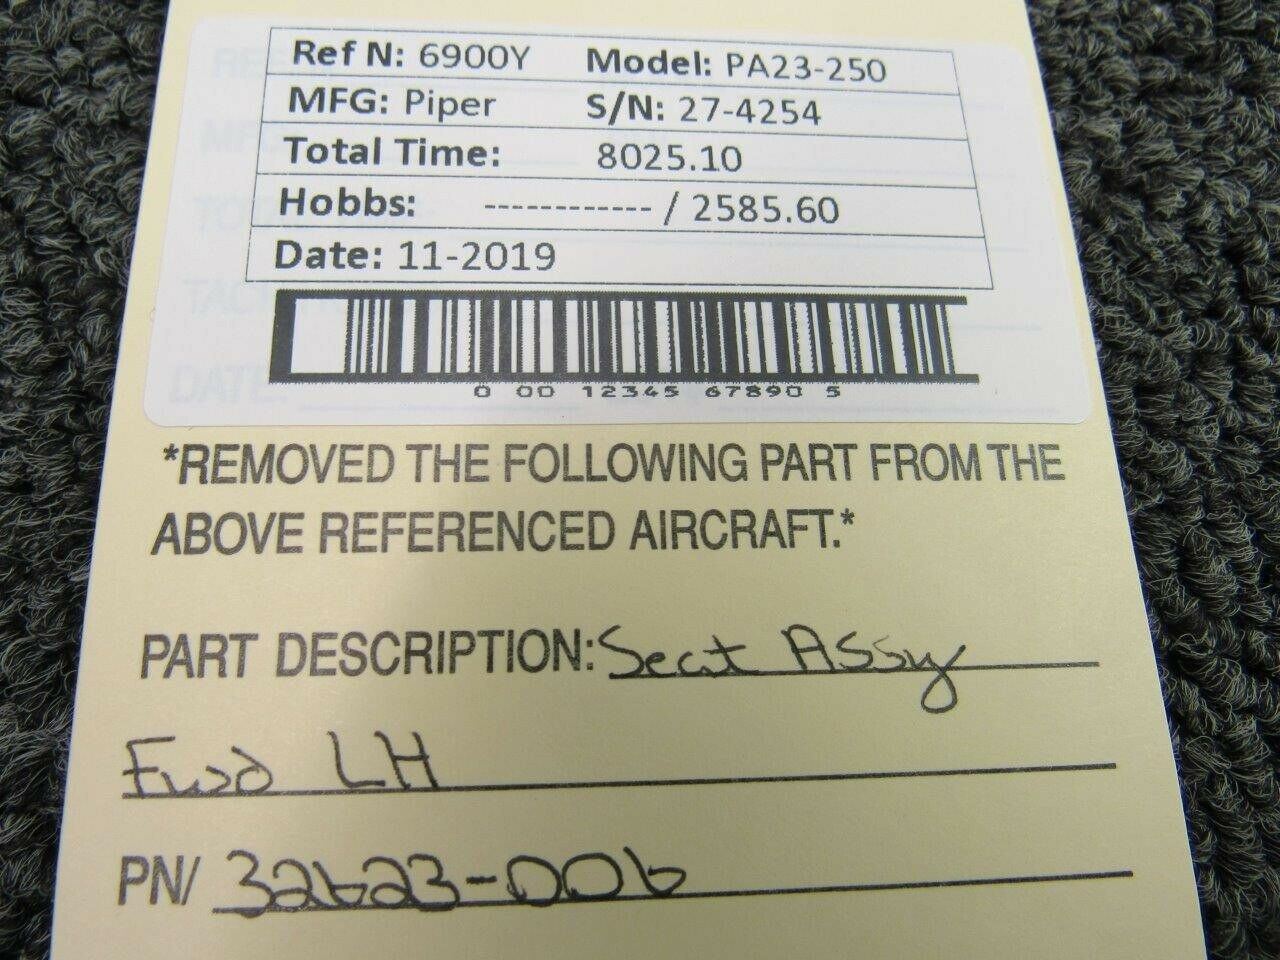 Ref N: 6900Y Model: PA23-250
MFG: Piper S/N: 27-4254
Total Time: 8025.10
Hobbs: ------------ / 2585.60
Date: 11-2019
0 00 12345 67890 5
*REMOVED THE FOLLOWING PART FROM THE
ABOVE REFERENCED AIRCRAFT.*
PART DESCRIPTION: Seat Assy
Fwd LH
PN/ 32623-006